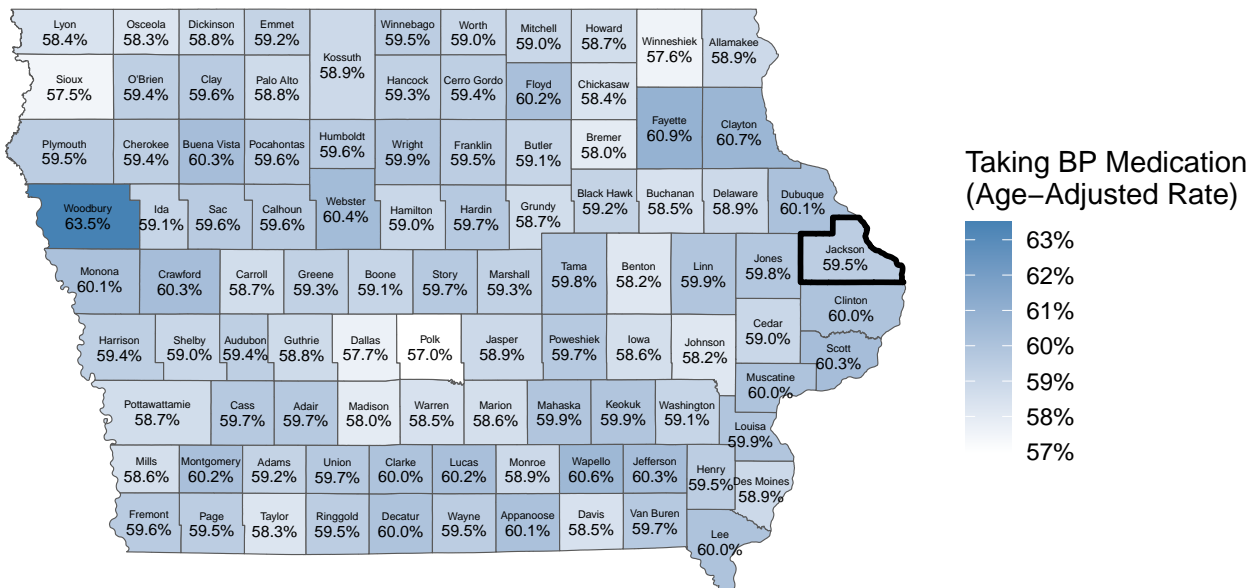 Lyon
58.4%
Osceola
58.3%
Dickinson
58.8%
Emmet
59.2%
Kossuth
58.9%
Winnebago
59.5%
Worth
59.0%
Mitchell
59.0%
Howard
58.7%
Winneshiek
57.6%
Allamakee
58.9%
Sioux
57.5%
O'Brien
59.4%
Clay
59.6%
Palo Alto
58.8%
Hancock
59.3%
Cerro Gordo
59.4%
Floyd
60.2%
Chickasaw
58.4%
Fayette
60.9%
Clayton
60.7%
Plymouth
59.5%
Cherokee
59.4%
Buena Vista
60.3%
Pocahontas
59.6%
Humboldt
59.6%
Wright
59.9%
Franklin
59.5%
Butler
59.1%
Bremer
58.0%
Woodbury
63.5%
Ida
59.1%
Sac
59.6%
Calhoun
59.6%
Webster
60.4%
Hamilton
59.0%
Hardin
59.7%
Grundy
58.7%
Black Hawk
59.2%
Buchanan
58.5%
Delaware
58.9%
Dubuque
60.1%
Monona
60.1%
Crawford
60.3%
Carroll
58.7%
Greene
59.3%
Boone
59.1%
Story
59.7%
Marshall
59.3%
Tama
59.8%
Benton
58.2%
Linn
59.9%
Jones
59.8%
Jackson
59.5%
Clinton
60.0%
Harrison
59.4%
Shelby
59.0%
Audubon
59.4%
Guthrie
58.8%
Dallas
57.7%
Polk
57.0%
Jasper
58.9%
Poweshiek
59.7%
Iowa
58.6%
Johnson
58.2%
Cedar
59.0%
Scott
60.3%
Muscatine
60.0%
Pottawattamie
58.7%
Cass
59.7%
Adair
59.7%
Madison
58.0%
Warren
58.5%
Marion
58.6%
Mahaska
59.9%
Keokuk
59.9%
Washington
59.1%
Louisa
59.9%
Mills
58.6%
Montgomery
60.2%
Adams
59.2%
Union
59.7%
Clarke
60.0%
Lucas
60.2%
Monroe
58.9%
Wapello
60.6%
Jefferson
60.3%
Henry
59.5%
Des Moines
58.9%
Fremont
59.6%
Page
59.5%
Taylor
58.3%
Ringgold
59.5%
Decatur
60.0%
Wayne
59.5%
Appanoose
60.1%
Davis
58.5%
Van Buren
59.7%
Lee
60.0%
Taking BP Medication
(Age−Adjusted Rate)
63%
62%
61%
60%
59%
58%
57%